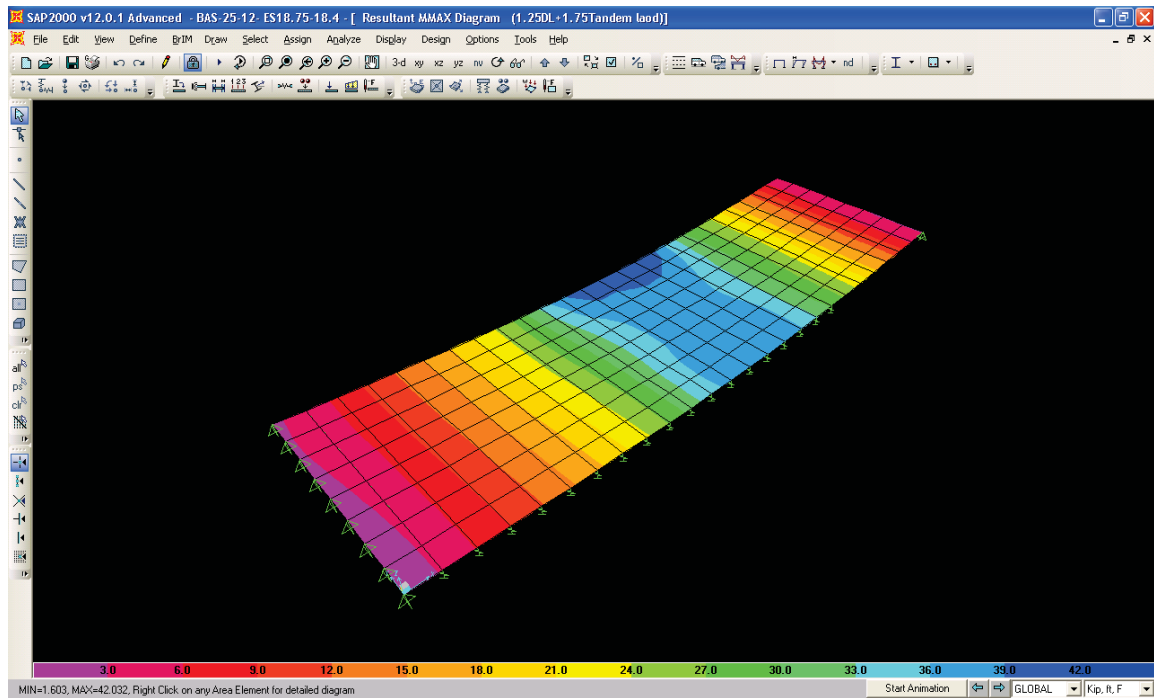 SAP2000 v12.0.1 Advanced - BAS-25-12- ES18.75-18.4 - [ Resultant MMAX Diagram (1.25DL+1.75Tandem laod)]
File Edit View Define BrIM Draw Select Assign Analyze Display Design Options Tools Help
3-d xy xz yz nv nd
all
ps
clr
3.0 6.0 9.0 12.0 15.0 18.0 21.0 24.0 27.0 30.0 33.0 36.0 39.0 42.0
MIN=1.603, MAX=42.032, Right Click on any Area Element for detailed diagram Start Animation GLOBAL Kip, ft, F